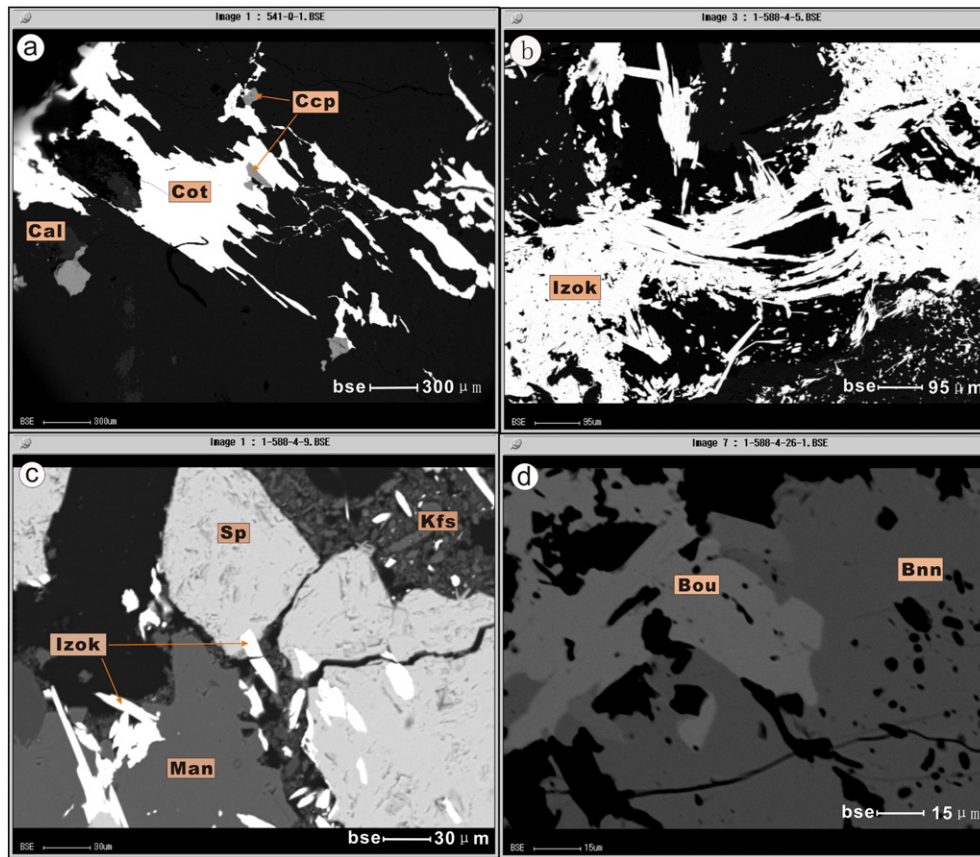 Image 1 : 541-Q-1.BSE
a
Ccp
Cot
Cal
bse 300 μm
BSE 300um
Image 3 : 1-588-4-5.BSE
b
Izok
bse 95 μm
BSE 95um
Image 1 : 1-588-4-9.BSE
c
Sp
Kfs
Izok
Man
bse 30 μm
BSE 30um
Image 7 : 1-588-4-26-1.BSE
d
Bou
Bnn
bse 15 μm
BSE 15um